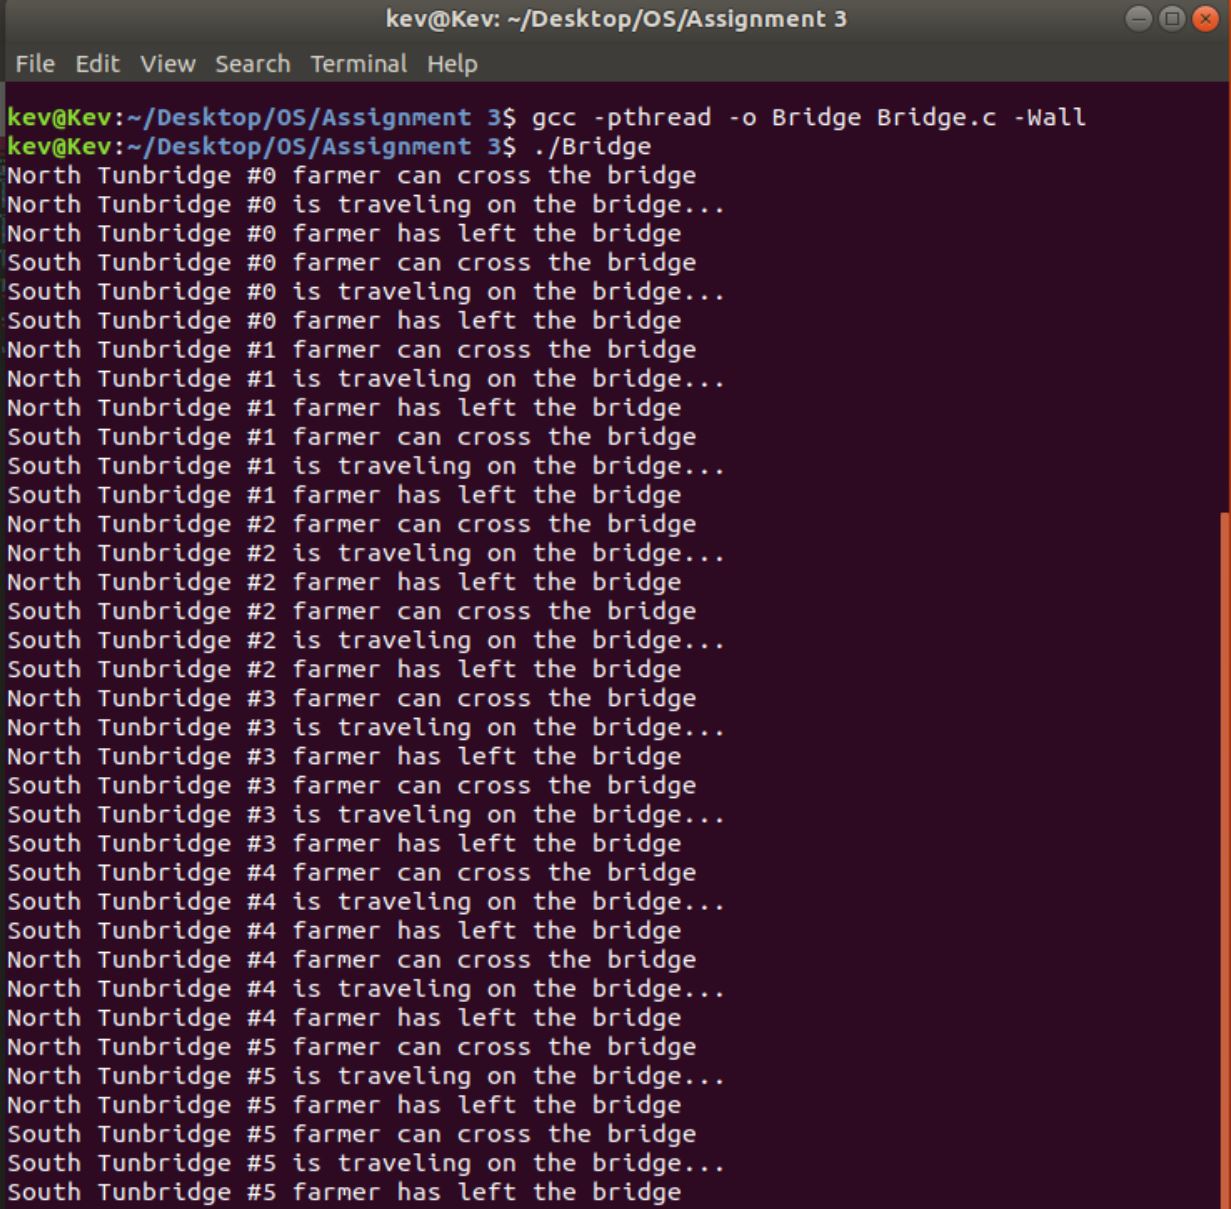 kev@Kev: ~/Desktop/OS/Assignment 3
File Edit View Search Terminal Help
kev@Kev:~/Desktop/OS/Assignment 3$ gcc -pthread -o Bridge Bridge.c -Wall
kev@Kev:~/Desktop/OS/Assignment 3$ ./Bridge
North Tunbridge #0 farmer can cross the bridge
North Tunbridge #0 is traveling on the bridge...
North Tunbridge #0 farmer has left the bridge
South Tunbridge #0 farmer can cross the bridge
South Tunbridge #0 is traveling on the bridge...
South Tunbridge #0 farmer has left the bridge
North Tunbridge #1 farmer can cross the bridge
North Tunbridge #1 is traveling on the bridge...
North Tunbridge #1 farmer has left the bridge
South Tunbridge #1 farmer can cross the bridge
South Tunbridge #1 is traveling on the bridge...
South Tunbridge #1 farmer has left the bridge
North Tunbridge #2 farmer can cross the bridge
North Tunbridge #2 is traveling on the bridge...
North Tunbridge #2 farmer has left the bridge
South Tunbridge #2 farmer can cross the bridge
South Tunbridge #2 is traveling on the bridge...
South Tunbridge #2 farmer has left the bridge
North Tunbridge #3 farmer can cross the bridge
North Tunbridge #3 is traveling on the bridge...
North Tunbridge #3 farmer has left the bridge
South Tunbridge #3 farmer can cross the bridge
South Tunbridge #3 is traveling on the bridge...
South Tunbridge #3 farmer has left the bridge
South Tunbridge #4 farmer can cross the bridge
South Tunbridge #4 is traveling on the bridge...
South Tunbridge #4 farmer has left the bridge
North Tunbridge #4 farmer can cross the bridge
North Tunbridge #4 is traveling on the bridge...
North Tunbridge #4 farmer has left the bridge
North Tunbridge #5 farmer can cross the bridge
North Tunbridge #5 is traveling on the bridge...
North Tunbridge #5 farmer has left the bridge
South Tunbridge #5 farmer can cross the bridge
South Tunbridge #5 is traveling on the bridge...
South Tunbridge #5 farmer has left the bridge